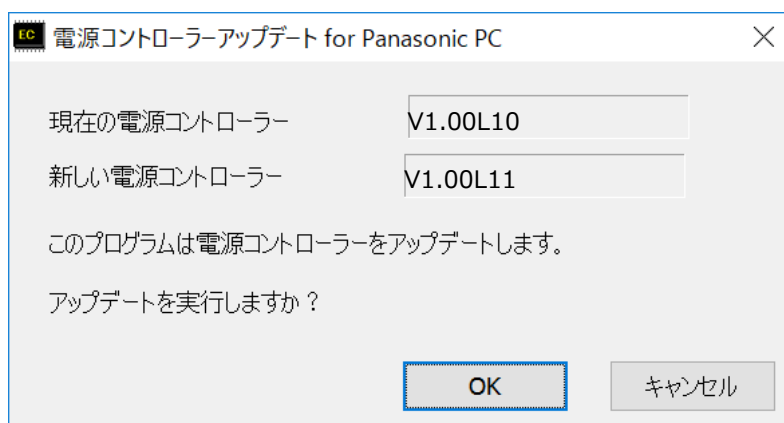 EC 電源コントローラーアップデート for Panasonic PC
現在の電源コントローラー V1.00L10
新しい電源コントローラー V1.00L11
このプログラムは電源コントローラーをアップデートします。
アップデートを実行しますか？
OK キャンセル